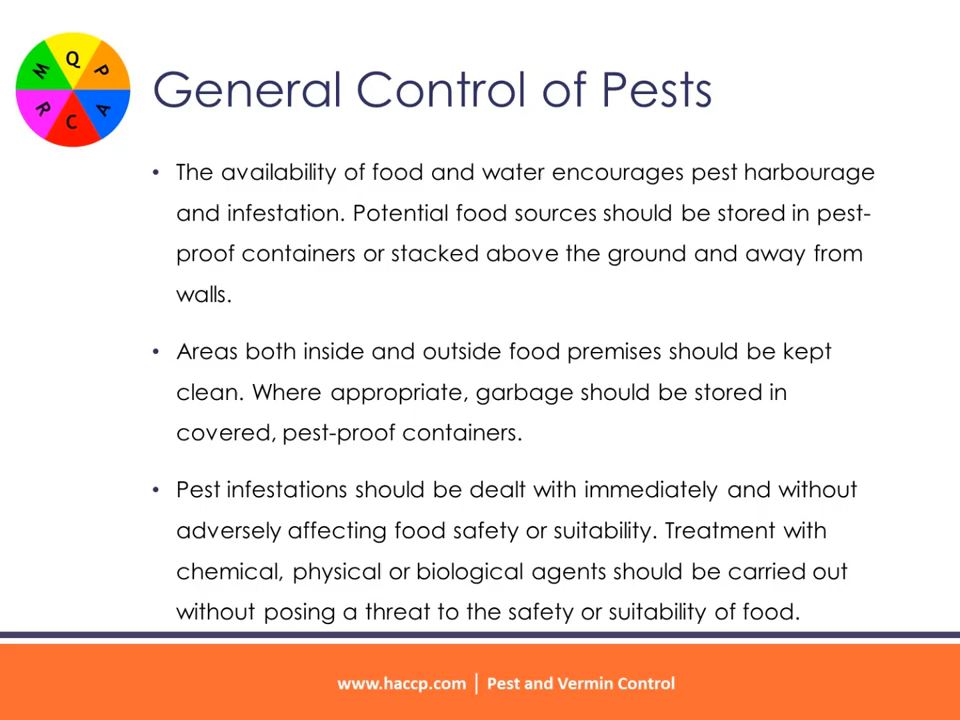 M
Q
P
R
C
A
General Control of Pests
• The availability of food and water encourages pest harbourage
and infestation. Potential food sources should be stored in pest-
proof containers or stacked above the ground and away from
walls.
• Areas both inside and outside food premises should be kept
clean. Where appropriate, garbage should be stored in
covered, pest-proof containers.
• Pest infestations should be dealt with immediately and without
adversely affecting food safety or suitability. Treatment with
chemical, physical or biological agents should be carried out
without posing a threat to the safety or suitability of food.
www.haccp.com | Pest and Vermin Control